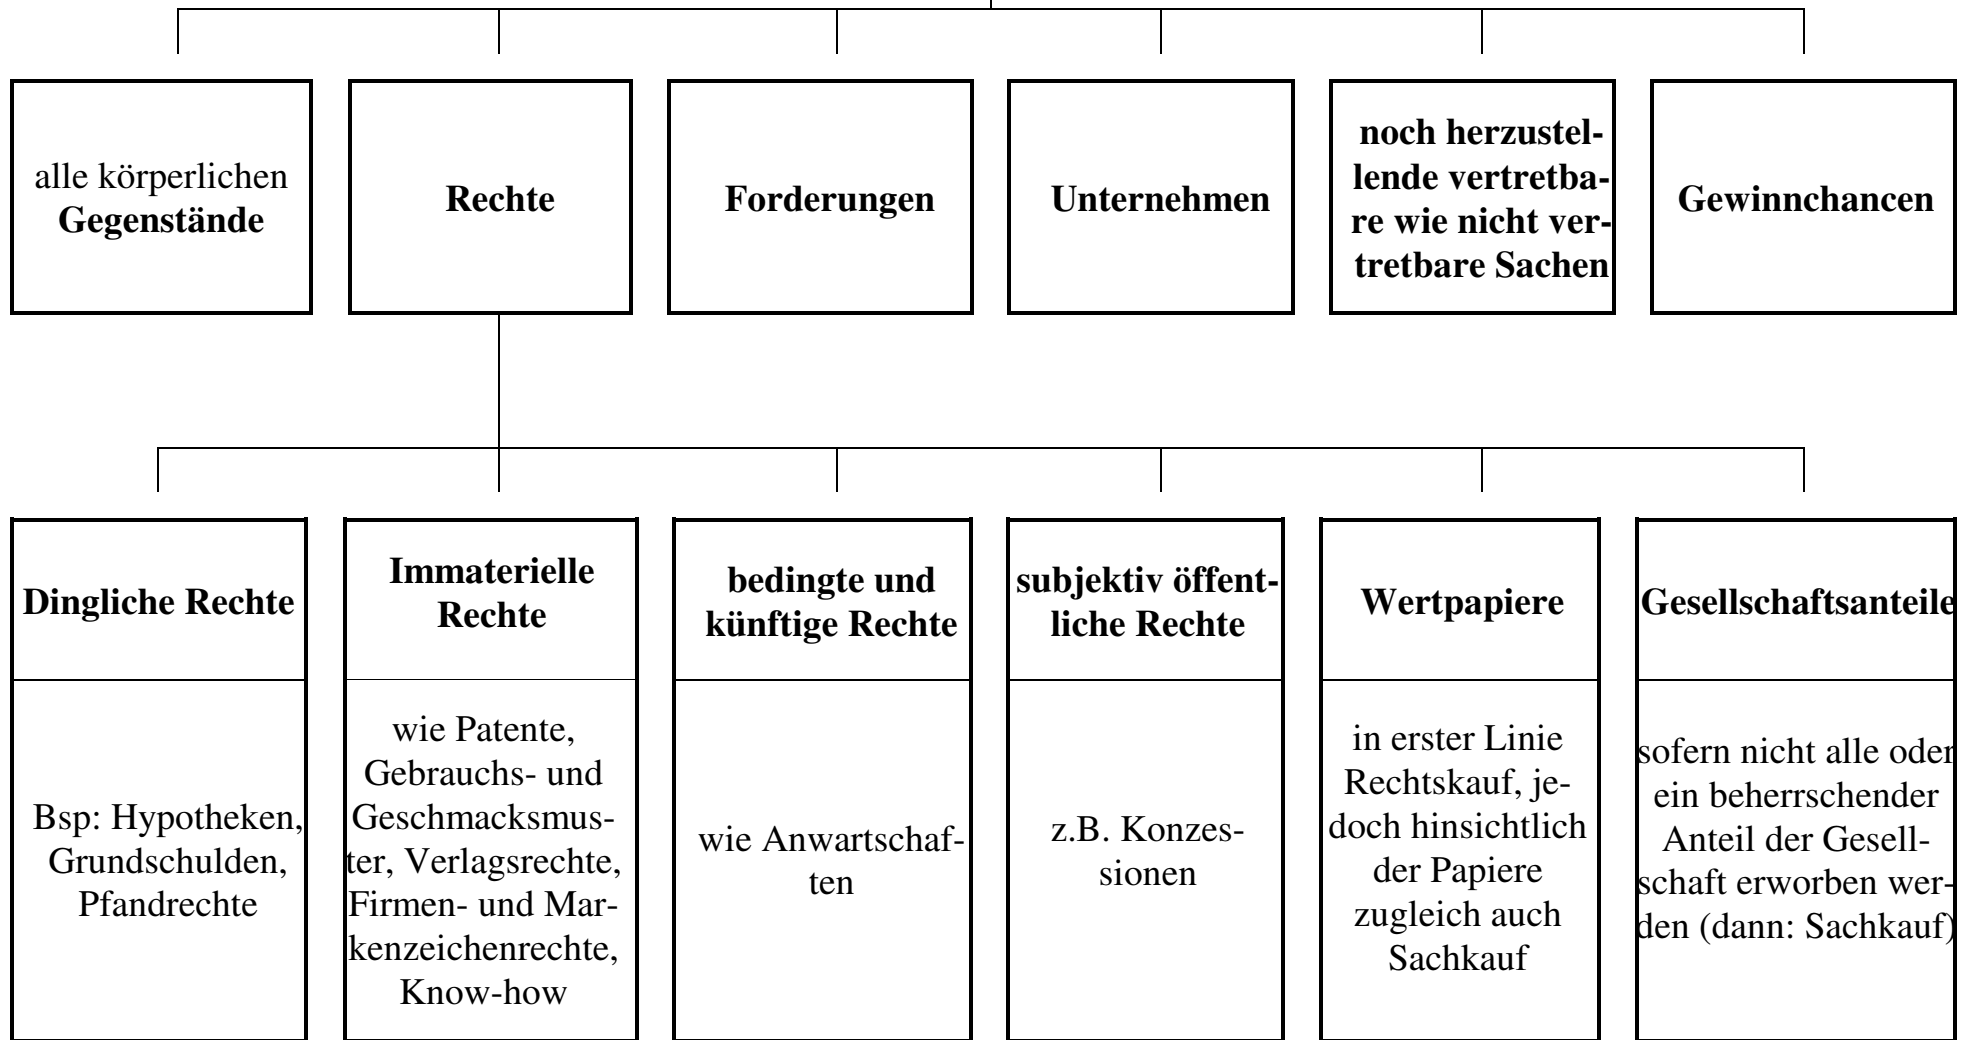 alle körperlichen
Gegenstände
Rechte
Forderungen
Unternehmen
noch herzustel-
lende vertretba-
re wie nicht ver-
tretbare Sachen
Gewinnchancen
Dingliche Rechte
Immaterielle
Rechte
bedingte und
künftige Rechte
subjektiv öffent-
liche Rechte
Wertpapiere
Gesellschaftsanteile
Bsp: Hypotheken,
Grundschulden,
Pfandrechte
wie Patente,
Gebrauchs- und
Geschmacksmus-
ter, Verlagsrechte,
Firmen- und Mar-
kenzeichenrechte,
Know-how
wie Anwartschaf-
ten
z.B. Konzes-
sionen
in erster Linie
Rechtskauf, je-
doch hinsichtlich
der Papiere
zugleich auch
Sachkauf
sofern nicht alle oder
ein beherrschender
Anteil der Gesell-
schaft erworben wer-
den (dann: Sachkauf)